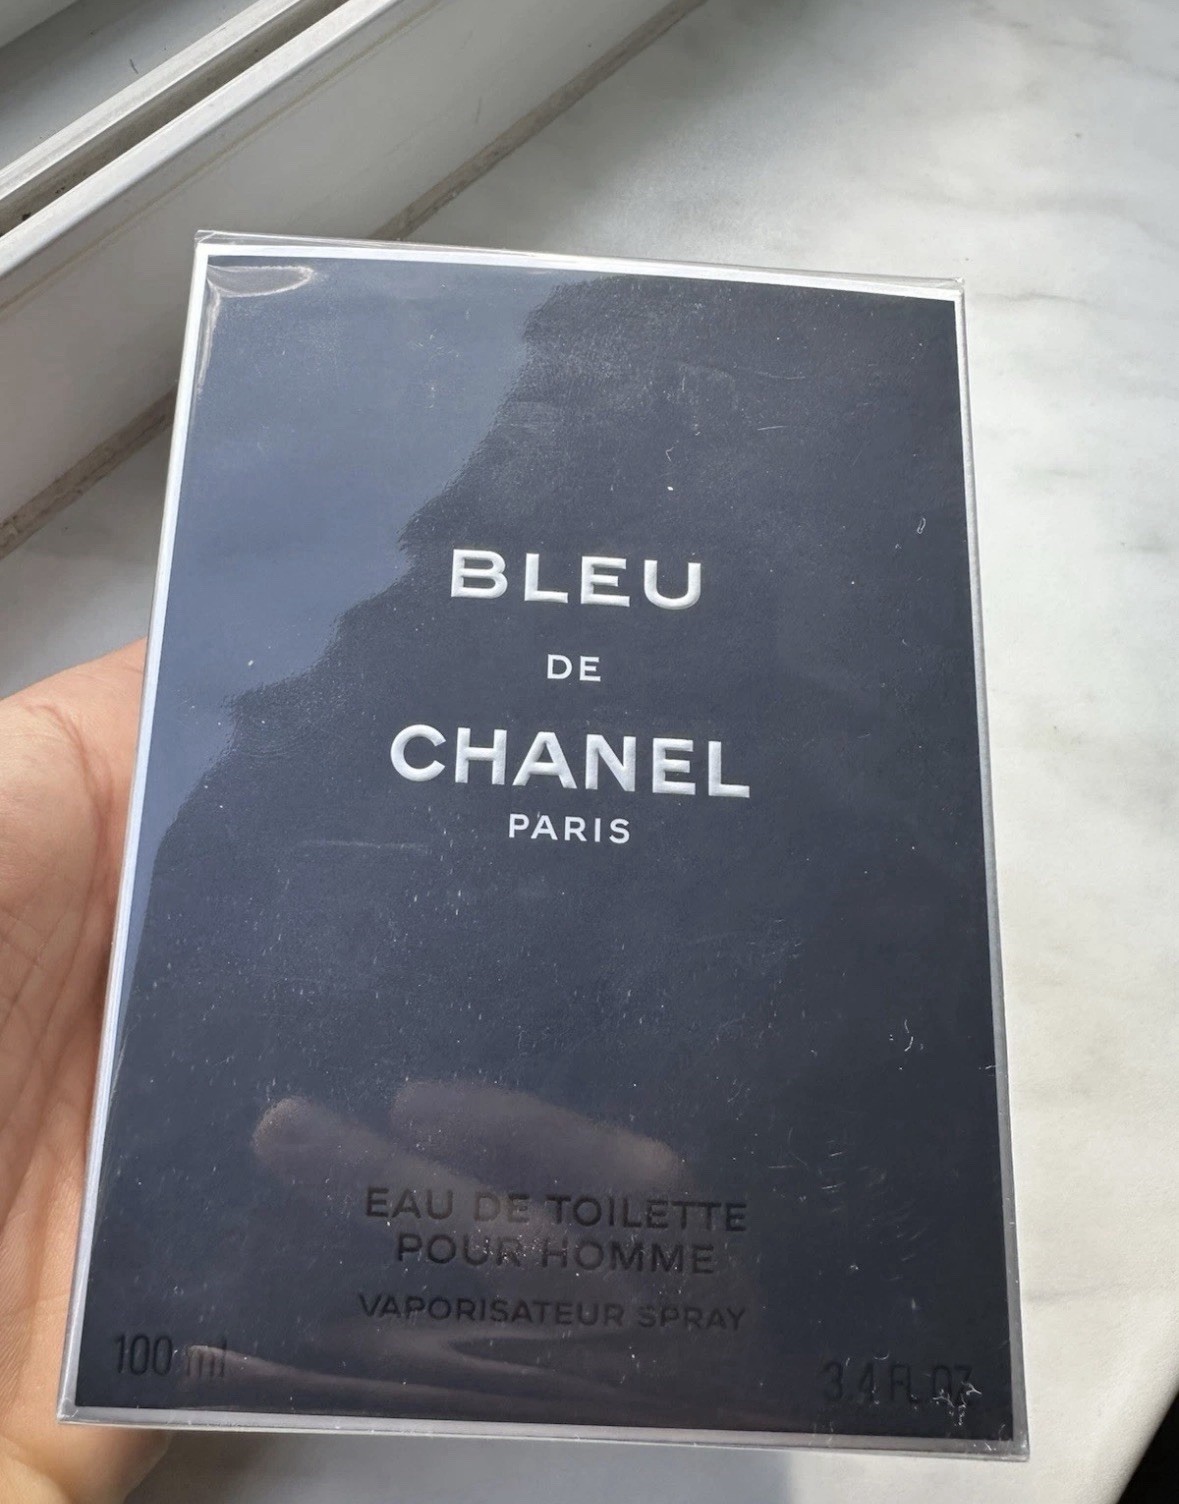 BLEU
DE
CHANEL
PARIS
EAU DE TOILETTE
POUR HOMME
VAPORISATEUR SPRAY
100 ml
3.4 FL. OZ